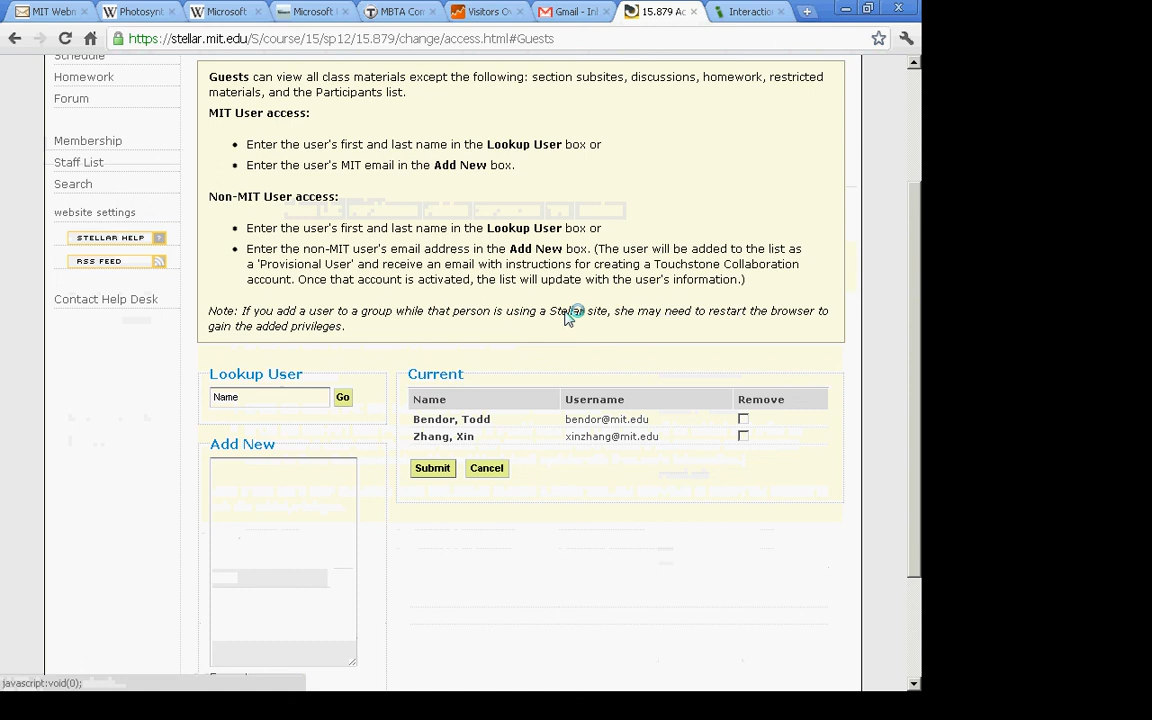 MIT Webm
Photosynt
Microsoft
Microsoft
MBTA Con
Visitors Ov
Gmail - Inl
15.879 Ac
Interaction
https://stellar.mit.edu/S/course/15/sp12/15.879/change/access.html#Guests
Schedule
Homework
Forum
Membership
Staff List
Search
website settings
STELLAR HELP ?
RSS FEED
Contact Help Desk
Guests can view all class materials except the following: section subsites, discussions, homework, restricted
materials, and the Participants list.
MIT User access:
• Enter the user's first and last name in the Lookup User box or
• Enter the user's MIT email in the Add New box.
Non-MIT User access:
• Enter the user's first and last name in the Lookup User box or
• Enter the non-MIT user's email address in the Add New box. (The user will be added to the list as
a 'Provisional User' and receive an email with instructions for creating a Touchstone Collaboration
account. Once that account is activated, the list will update with the user's information.)
Note: If you add a user to a group while that person is using a Stellar site, she may need to restart the browser to
gain the added privileges.
Lookup User
Name Go
Add New
Current
Name Username Remove
Bendor, Todd bendor@mit.edu
Zhang, Xin xinzhang@mit.edu
Submit Cancel
javascript:void(0);